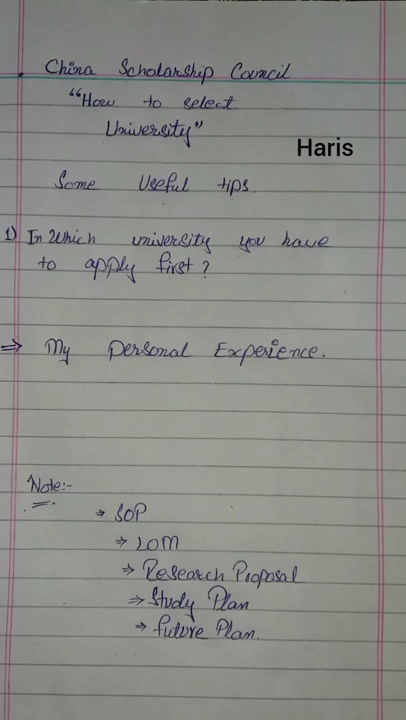 China Scholarship Council
"How to select
University"
Haris
Some Useful tips.
1) In Which university you have
to apply first?
⇒ My Personal Experience.
Note:-
→ SOP
⇒ LOM
⇒ Research Proposal
⇒ Study Plan
→ future Plan.